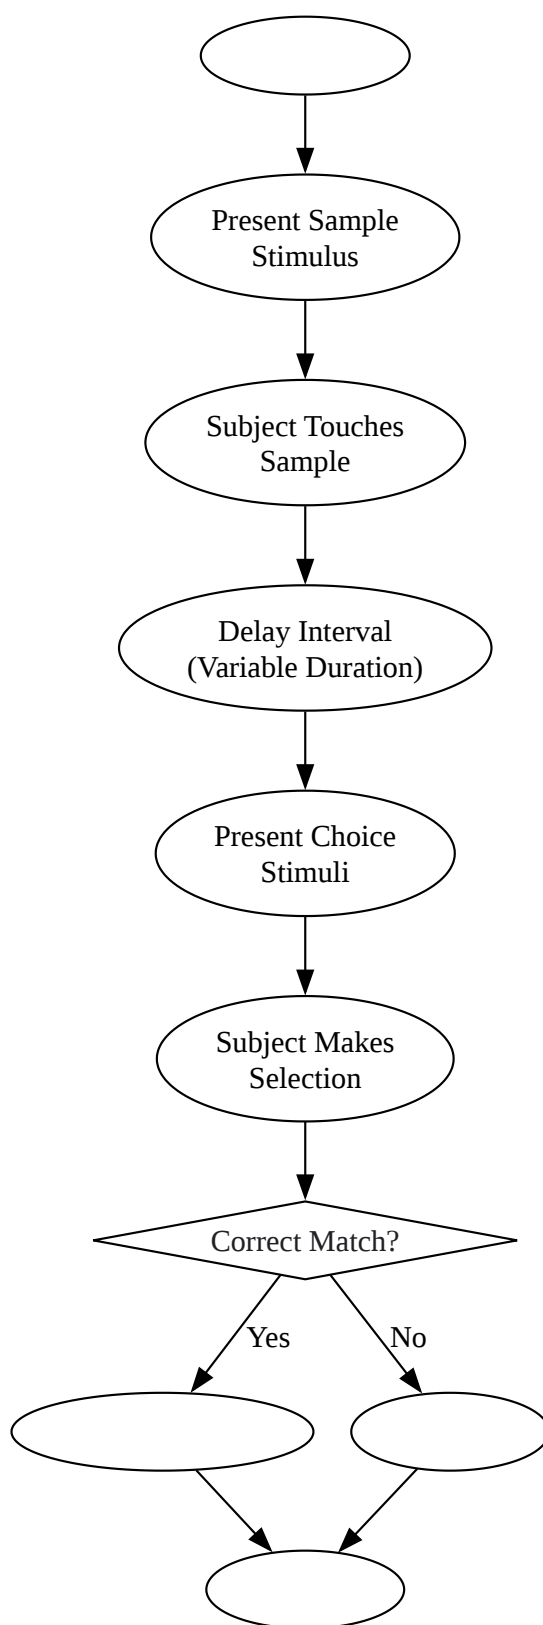 Present Sample
Stimulus
Subject Touches
Sample
Delay Interval
(Variable Duration)
Present Choice
Stimuli
Subject Makes
Selection
Correct Match?
Yes
No